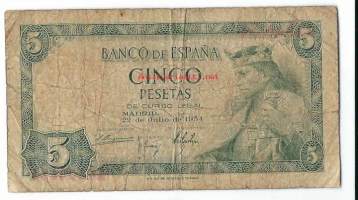 5
BANCO DE ESPAÑA
5
CINCO
PESETAS
DE CURSO LEGAL
MADRID
22 de Julio de 1954
5
5